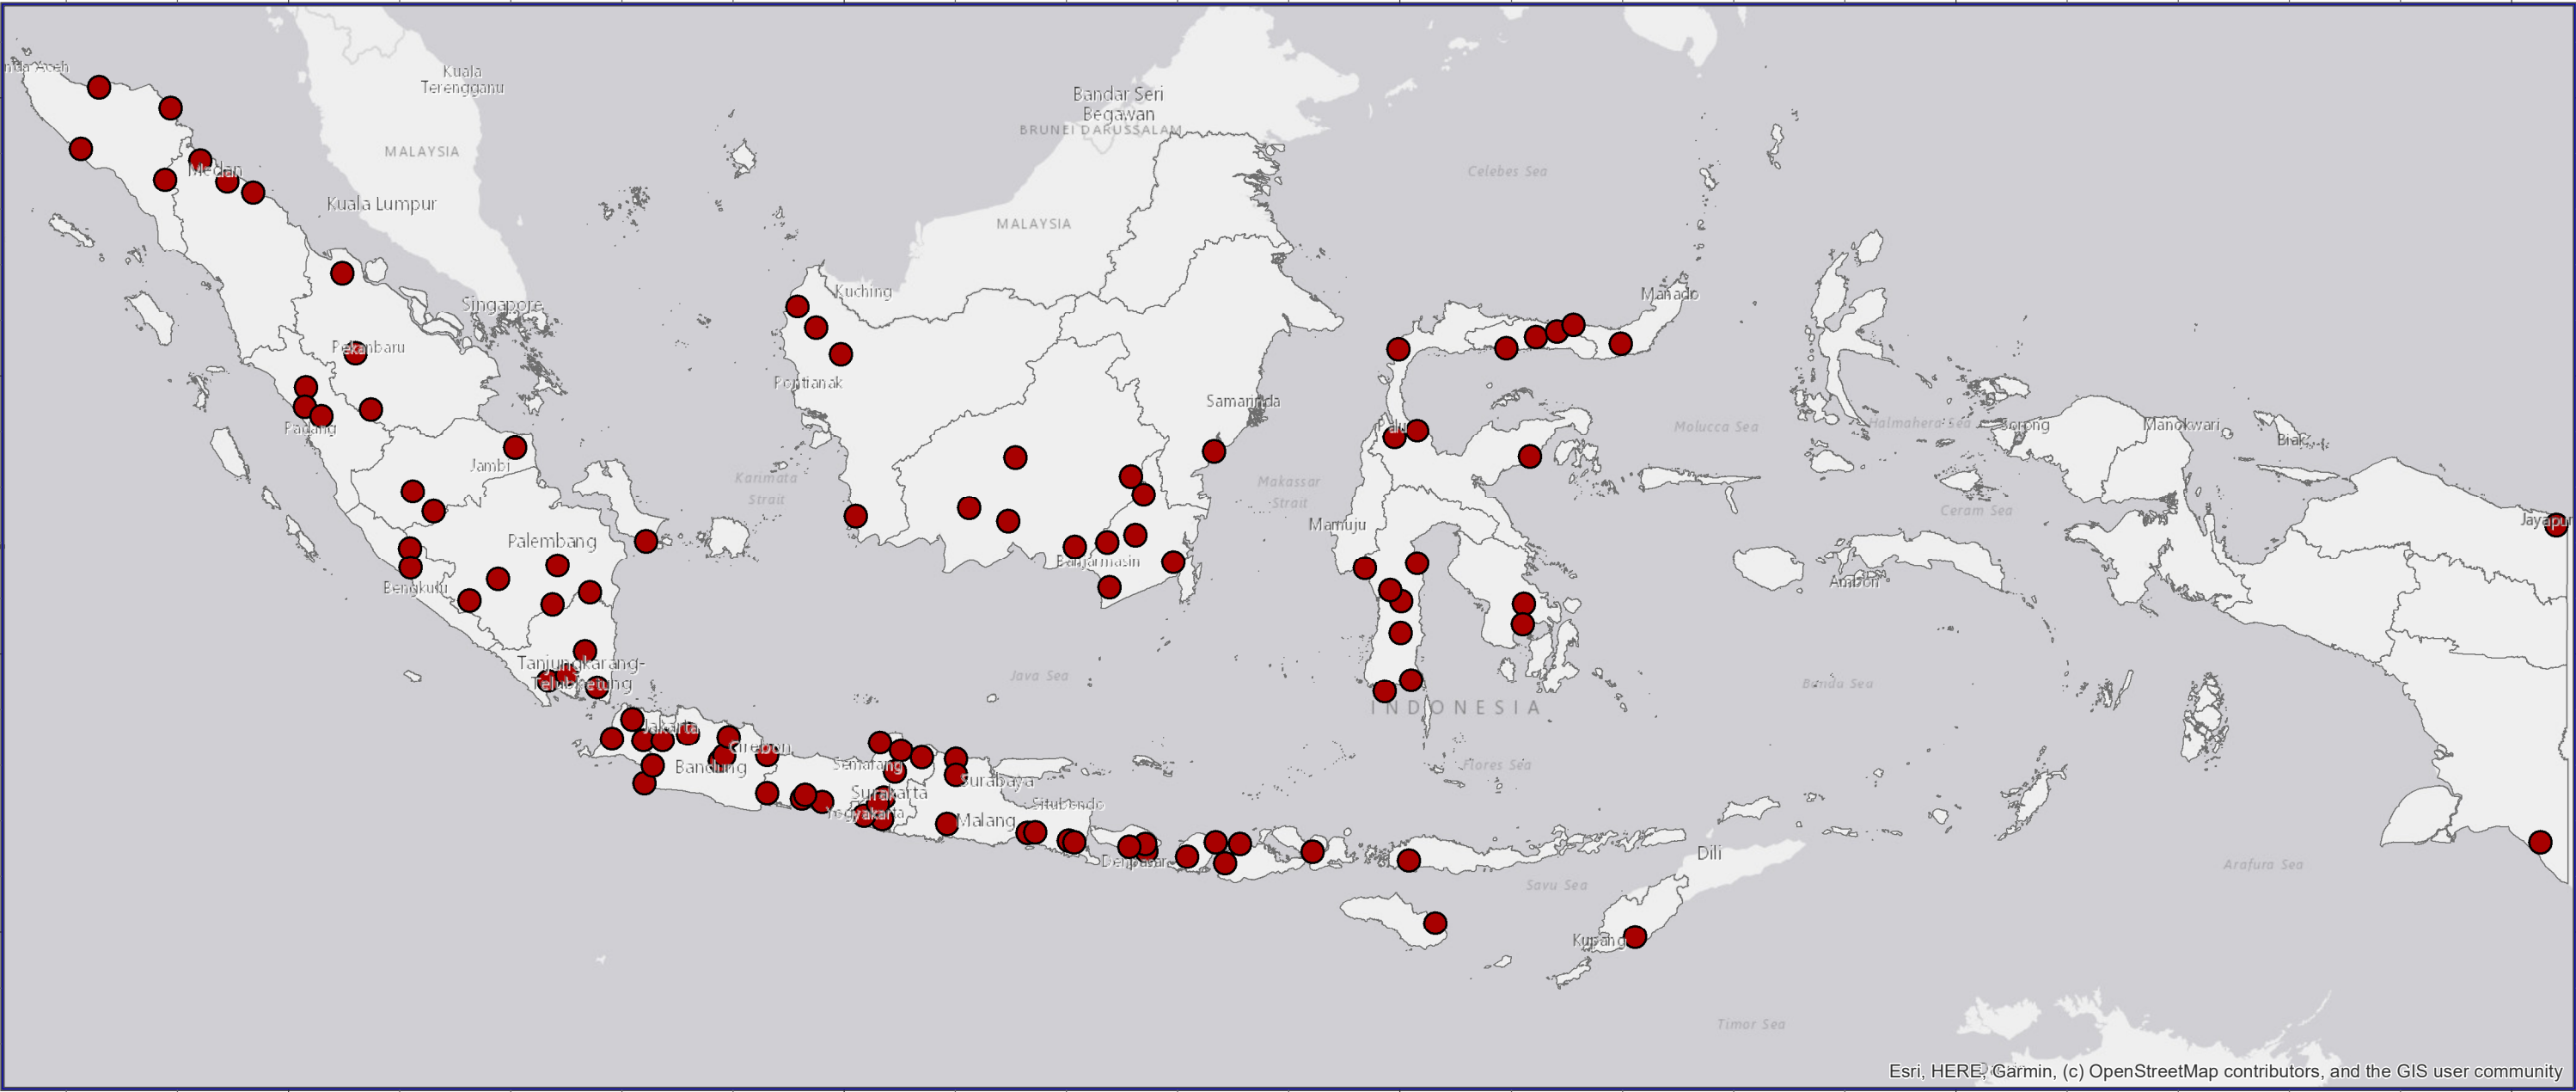 Kuala
Terengganu
Bandar Seri
Begawan
BRUNEI DARUSSALAM
MALAYSIA
Celebes Sea
Medan
Kuala Lumpur
MALAYSIA
Kuching
Manado
Singapore
Pekanbaru
Pontianak
Samarinda
Palu
Molucca Sea
Halmahera Sea
Sorong
Manokwari
Biak
Padang
Jambi
Karimata
Strait
Makassar
Strait
Ceram Sea
Mamuju
Jayapur
Palembang
Banjarmasin
Bengkulu
Ambon
Tanjungkarang-
Telukbetung
Java Sea
Banda Sea
INDONESIA
Jakarta
Cirebon
Bandung
Semarang
Surabaya
Flores Sea
Surakarta
Situbondo
Yogyakarta
Malang
Denpasar
Dili
Arafura Sea
Savu Sea
Kupang
Timor Sea
Esri, HERE, Garmin, (c) OpenStreetMap contributors, and the GIS user community